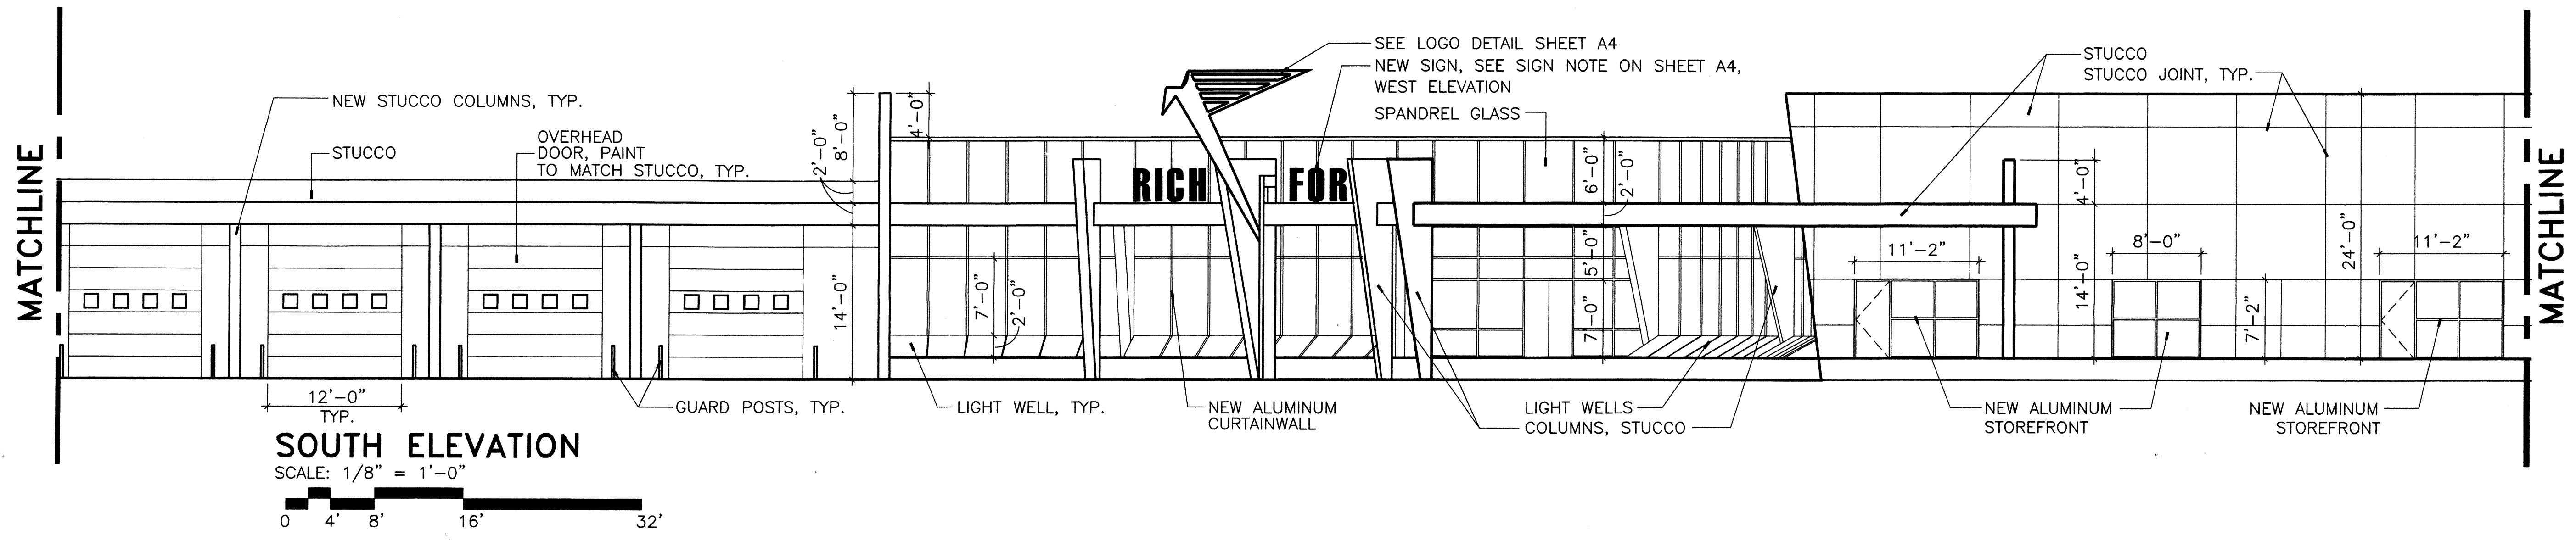 SEE LOGO DETAIL SHEET A4
NEW SIGN, SEE SIGN NOTE ON SHEET A4,
WEST ELEVATION
SPANDREL GLASS
STUCCO
STUCCO JOINT, TYP.
NEW STUCCO COLUMNS, TYP.
OVERHEAD
DOOR, PAINT
TO MATCH STUCCO, TYP.
STUCCO
MATCHLINE
2'-0"
8'-0"
4'-0"
14'-0"
RICH FOR
6'-0"
2'-0"
5'-0"
7'-0"
7'-0"
2'-0"
11'-2"
8'-0"
11'-2"
4'-0"
14'-0"
7'-2"
24'-0"
MATCHLINE
12'-0"
TYP.
GUARD POSTS, TYP.
LIGHT WELL, TYP.
NEW ALUMINUM
CURTAINWALL
LIGHT WELLS
COLUMNS, STUCCO
NEW ALUMINUM
STOREFRONT
NEW ALUMINUM
STOREFRONT
SOUTH ELEVATION
SCALE: 1/8" = 1'-0"
0 4' 8' 16' 32'